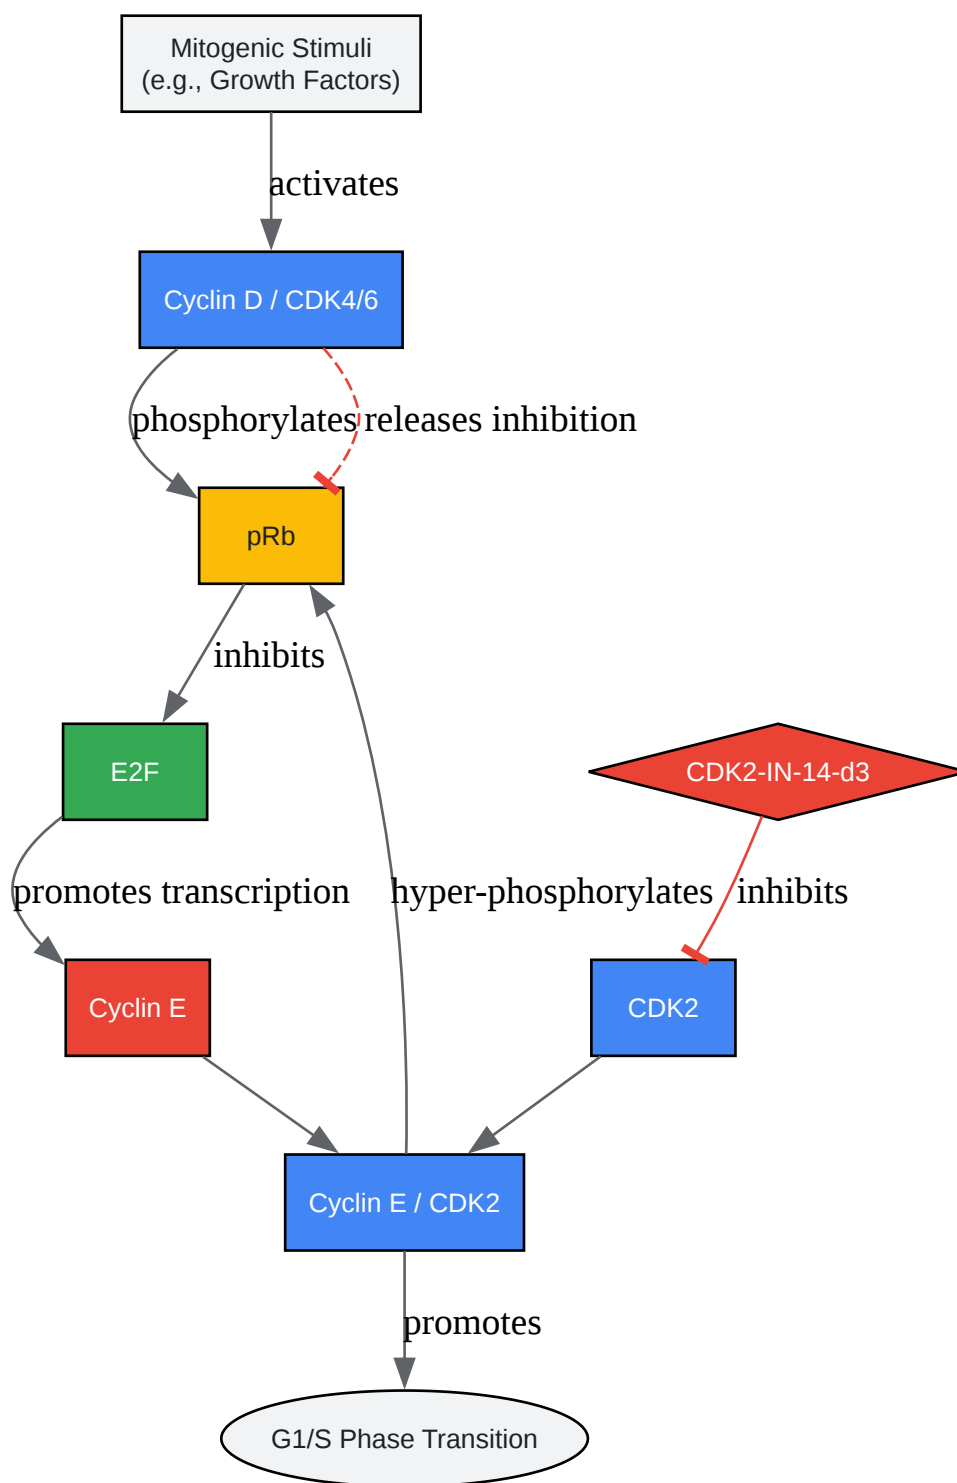 Mitogenic Stimuli
(e.g., Growth Factors)
activates
Cyclin D / CDK4/6
phosphorylates
releases inhibition
pRb
inhibits
E2F
CDK2-IN-14-d3
promotes transcription
hyper-phosphorylates
inhibits
Cyclin E
CDK2
Cyclin E / CDK2
promotes
G1/S Phase Transition